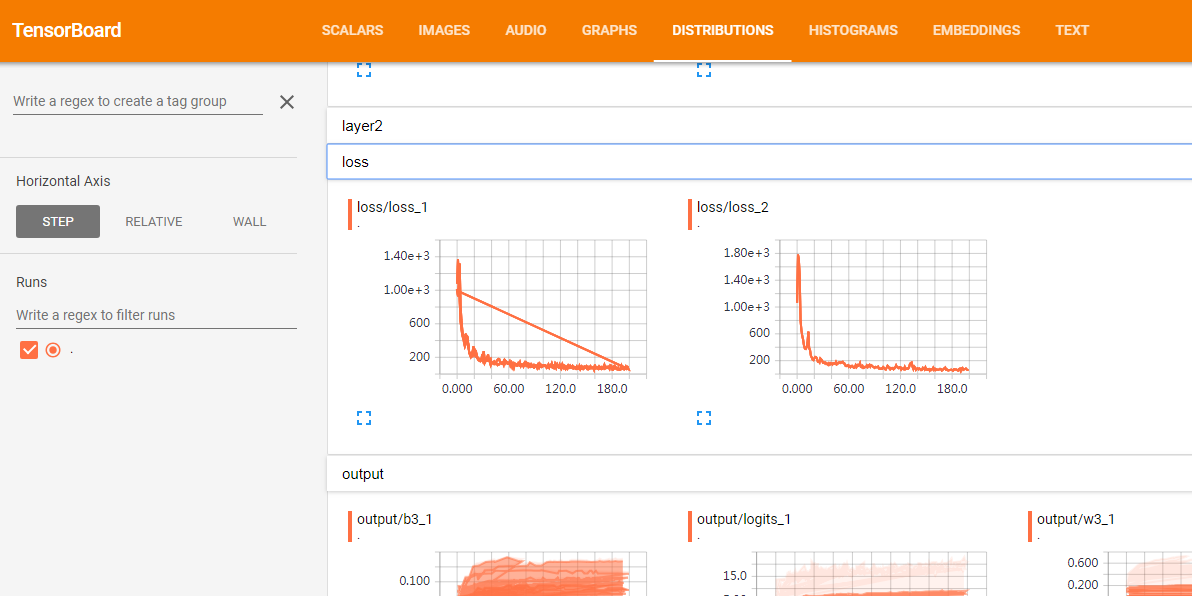 TensorBoard
SCALARS IMAGES AUDIO GRAPHS DISTRIBUTIONS HISTOGRAMS EMBEDDINGS TEXT
Write a regex to create a tag group
Horizontal Axis
STEP RELATIVE WALL
Runs
Write a regex to filter runs
.
layer2
loss
loss/loss_1
.
1.40e+3
1.00e+3
600
200
0.000 60.00 120.0 180.0
loss/loss_2
.
1.80e+3
1.40e+3
1.00e+3
600
200
0.000 60.00 120.0 180.0
output
output/b3_1
.
0.100
output/logits_1
.
15.0
output/w3_1
.
0.600
0.200